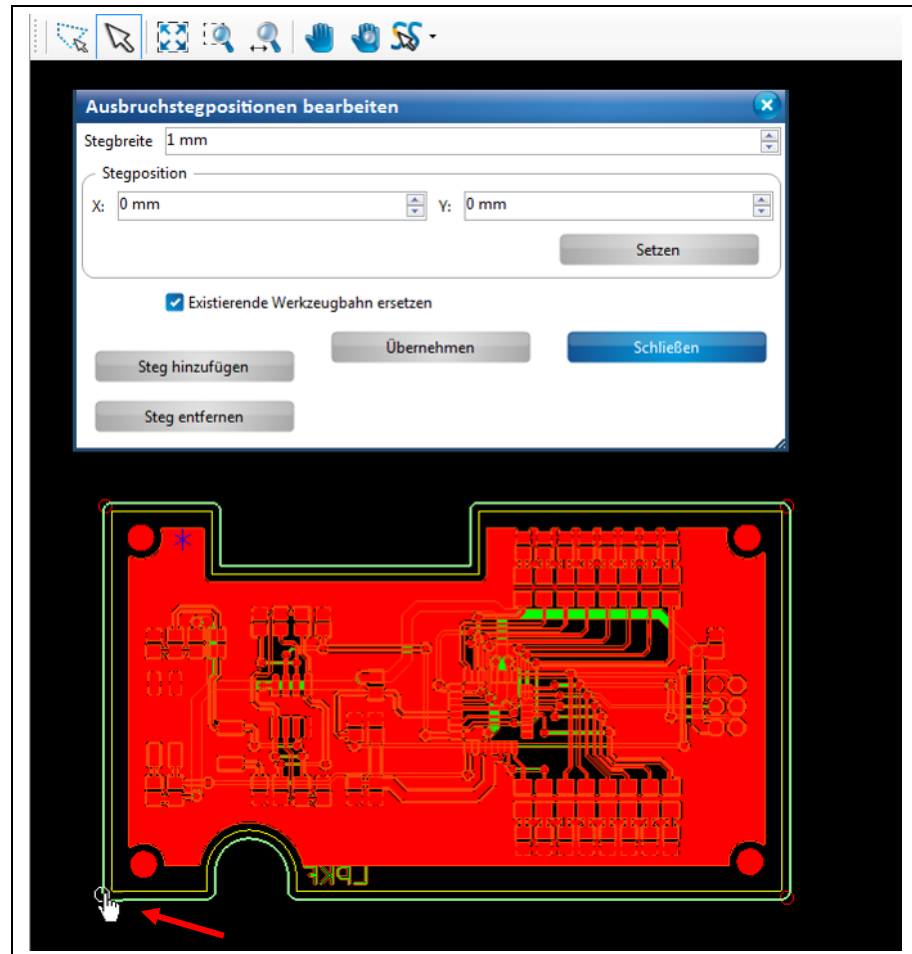 Ausbruchstegpositionen bearbeiten
Stegbreite 1 mm
Stegposition
X: 0 mm Y: 0 mm
Setzen
Existierende Werkzeugbahn ersetzen
Übernehmen Schließen
Steg hinzufügen
Steg entfernen
LPKF